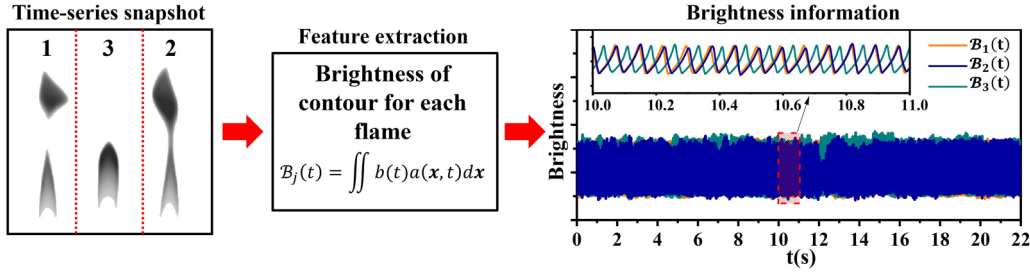 Time-series snapshot
1 3 2
Feature extraction
Brightness of
contour for each
flame
ℬⱼ(t) = ∬ b(t)a(𝒙, t)d𝒙
Brightness information
Brightness
ℬ₁(t)
ℬ₂(t)
ℬ₃(t)
10.0 10.2 10.4 10.6 10.8 11.0
0
0 2 4 6 8 10 12 14 16 18 20 22
t(s)